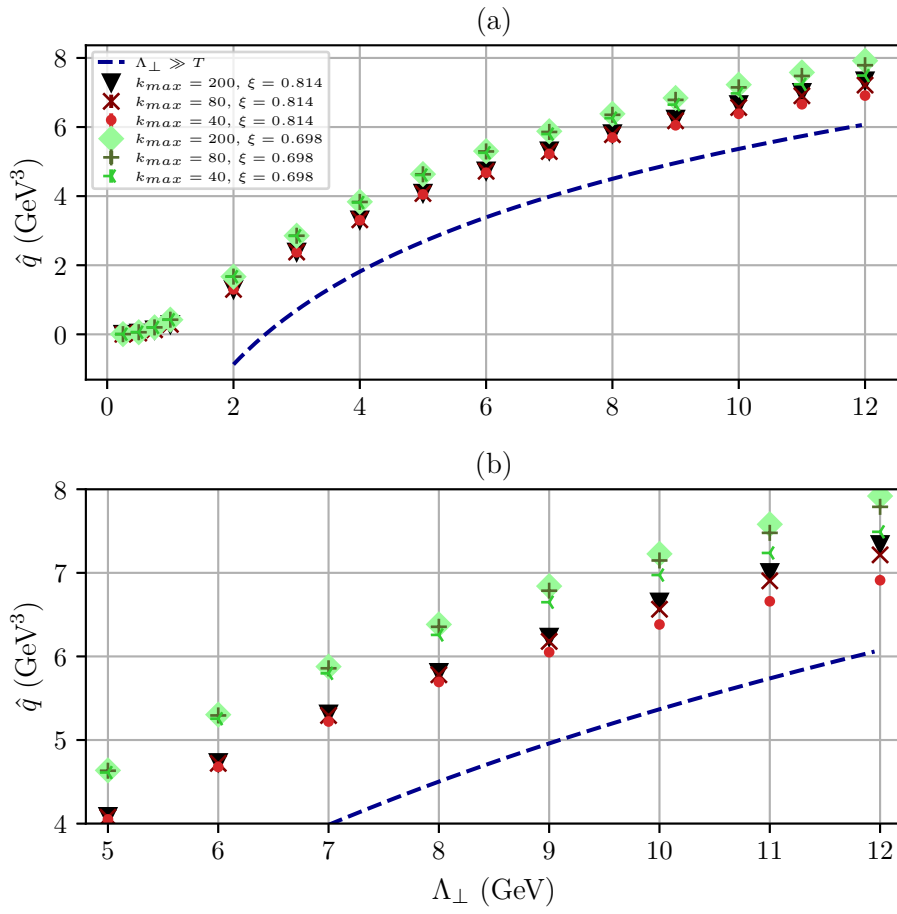 (a)
q̂ (GeV³)
8
6
4
2
0
Λ⊥ ≫ T
k_max = 200, ξ = 0.814
k_max = 80, ξ = 0.814
k_max = 40, ξ = 0.814
k_max = 200, ξ = 0.698
k_max = 80, ξ = 0.698
k_max = 40, ξ = 0.698
0 2 4 6 8 10 12
(b)
q̂ (GeV³)
8
7
6
5
4
5 6 7 8 9 10 11 12
Λ⊥ (GeV)